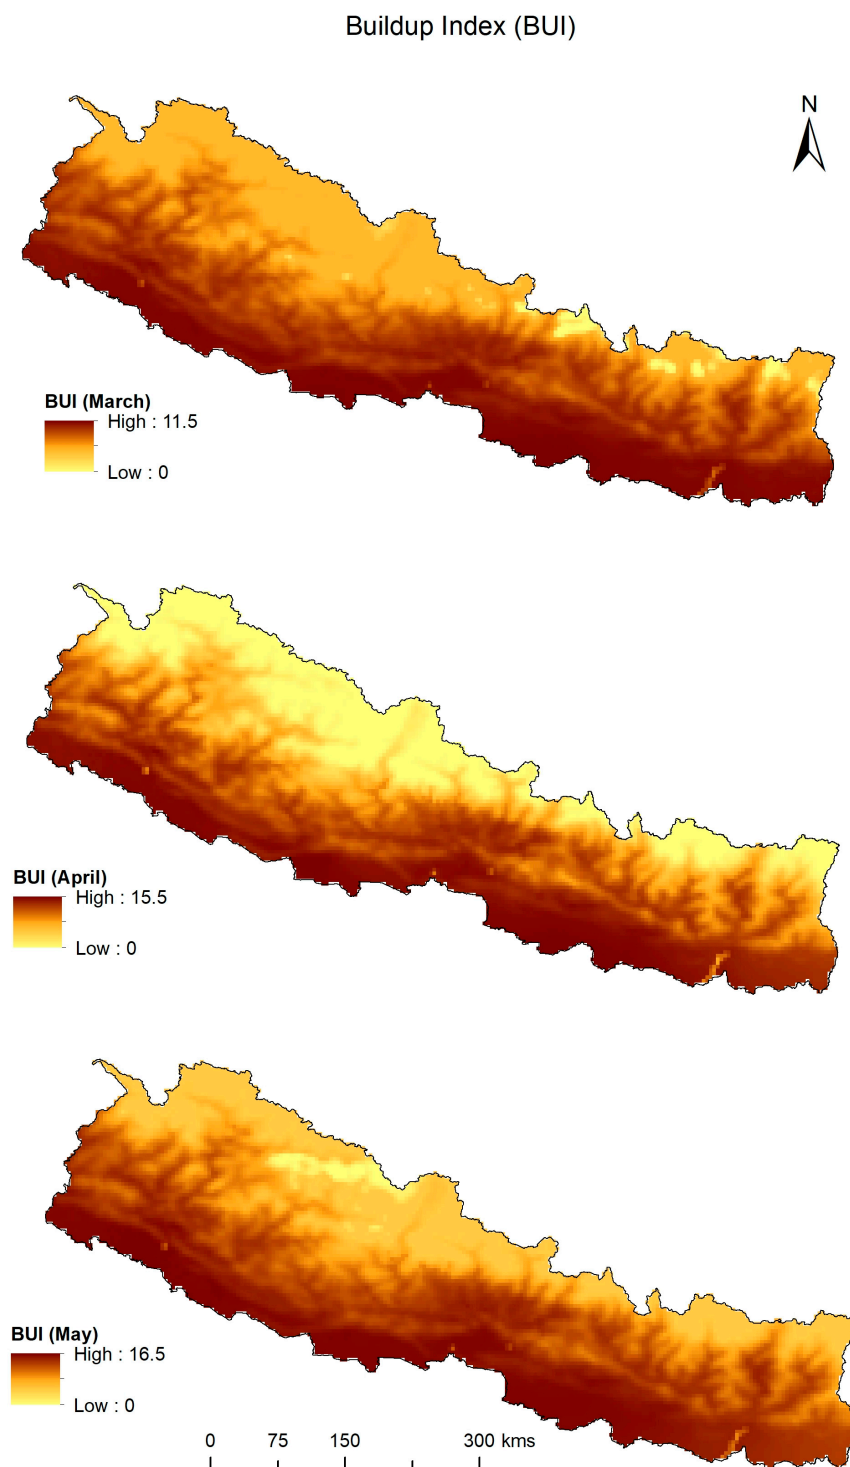 Buildup Index (BUI)
N
BUI (March)
High : 11.5
Low : 0
BUI (April)
High : 15.5
Low : 0
BUI (May)
High : 16.5
Low : 0
0 75 150 300 kms